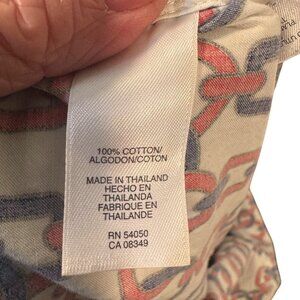 100% COTTON/
ALGODON/COTON
MADE IN THAILAND
HECHO EN
THAILANDA
FABRIQUE EN
THAILANDE
RN 54050
CA 08349